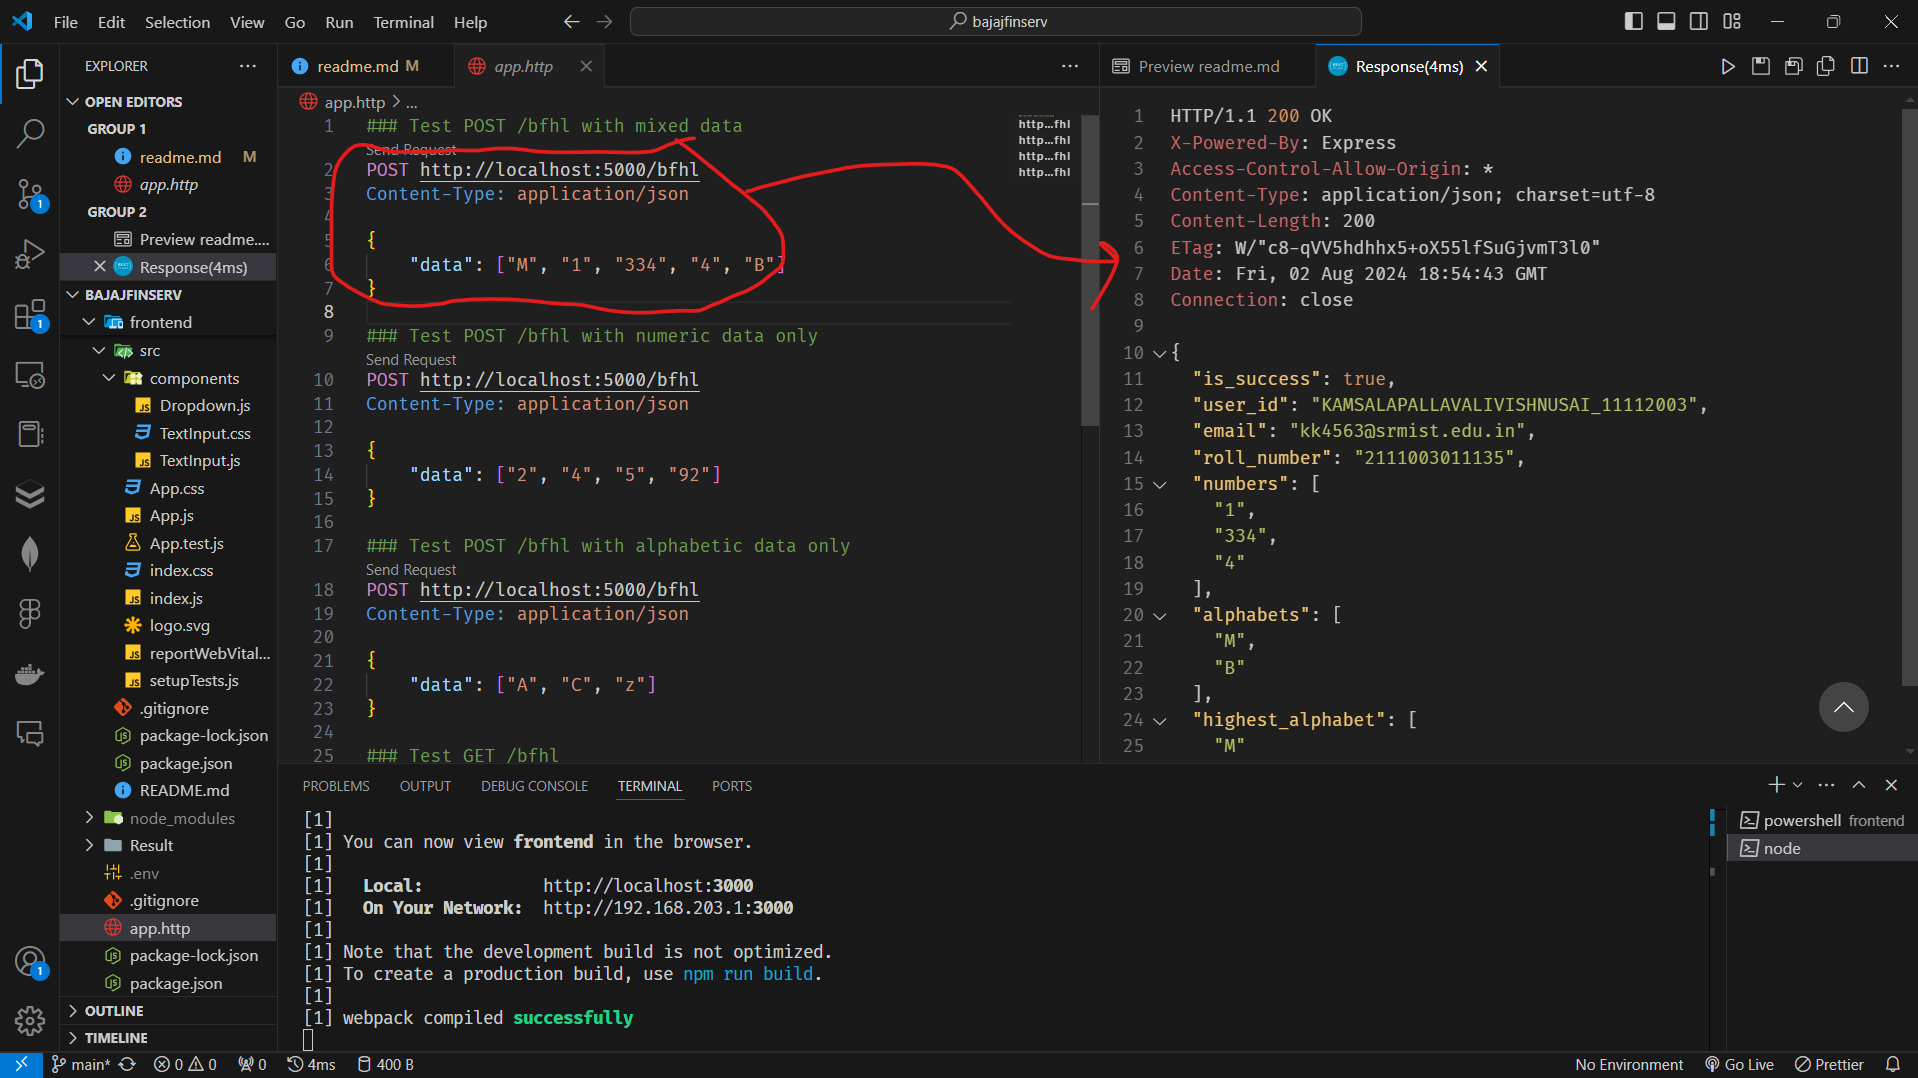 File Edit Selection View Go Run Terminal Help
bajajfinserv
EXPLORER
OPEN EDITORS
GROUP 1
readme.md M
app.http
GROUP 2
Preview readme....
Response(4ms)
BAJAJFINSERV
frontend
src
components
Dropdown.js
TextInput.css
TextInput.js
App.css
App.js
App.test.js
index.css
index.js
logo.svg
reportWebVital...
setupTests.js
.gitignore
package-lock.json
package.json
README.md
node_modules
Result
.env
.gitignore
app.http
package-lock.json
package.json
OUTLINE
TIMELINE
1
1
1
readme.md M
app.http
app.http > ...
1 ### Test POST /bfhl with mixed data
Send Request
2 POST http://localhost:5000/bfhl
3 Content-Type: application/json
4
5 {
6 "data": ["M", "1", "334", "4", "B"]
7 }
8
9 ### Test POST /bfhl with numeric data only
Send Request
10 POST http://localhost:5000/bfhl
11 Content-Type: application/json
12
13 {
14 "data": ["2", "4", "5", "92"]
15 }
16
17 ### Test POST /bfhl with alphabetic data only
Send Request
18 POST http://localhost:5000/bfhl
19 Content-Type: application/json
20
21 {
22 "data": ["A", "C", "z"]
23 }
24
25 ### Test GET /bfhl
http...fhl
http...fhl
http...fhl
http...fhl
Preview readme.md
Response(4ms)
1 HTTP/1.1 200 OK
2 X-Powered-By: Express
3 Access-Control-Allow-Origin: *
4 Content-Type: application/json; charset=utf-8
5 Content-Length: 200
6 ETag: W/"c8-qVV5hdhhx5+oX55lfSuGjvmT3l0"
7 Date: Fri, 02 Aug 2024 18:54:43 GMT
8 Connection: close
9
10 {
11 "is_success": true,
12 "user_id": "KAMSALAPALLAVALIVISHNUSAI_11112003",
13 "email": "kk4563@srmist.edu.in",
14 "roll_number": "2111003011135",
15 "numbers": [
16 "1",
17 "334",
18 "4"
19 ],
20 "alphabets": [
21 "M",
22 "B"
23 ],
24 "highest_alphabet": [
25 "M"
PROBLEMS OUTPUT DEBUG CONSOLE TERMINAL PORTS
[1]
[1] You can now view frontend in the browser.
[1]
[1] Local: http://localhost:3000
[1] On Your Network: http://192.168.203.1:3000
[1]
[1] Note that the development build is not optimized.
[1] To create a production build, use npm run build.
[1]
[1] webpack compiled successfully
powershell frontend
node
main* 0 0 0 4ms 400 B
No Environment Go Live Prettier